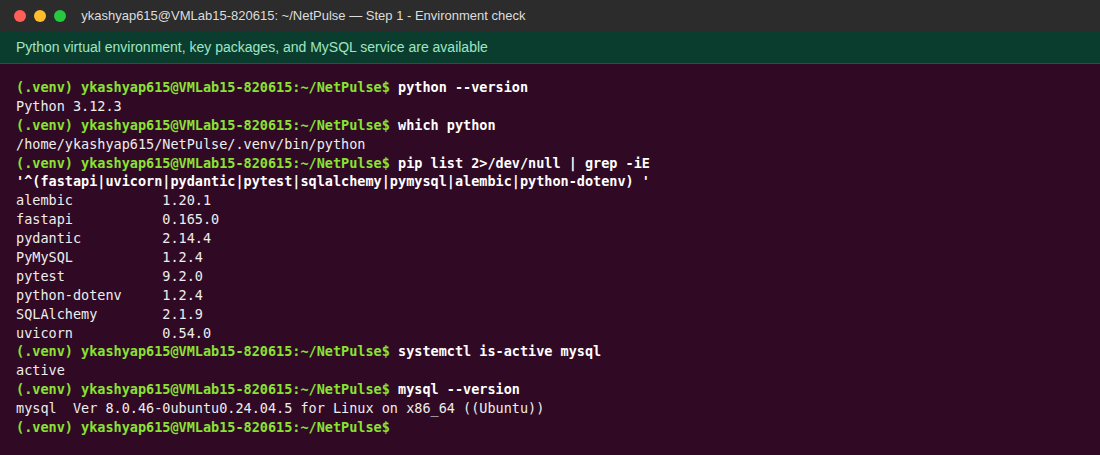 ykashyap615@VMLab15-820615: ~/NetPulse — Step 1 - Environment check
Python virtual environment, key packages, and MySQL service are available
(.venv) ykashyap615@VMLab15-820615:~/NetPulse$ python --version
Python 3.12.3
(.venv) ykashyap615@VMLab15-820615:~/NetPulse$ which python
/home/ykashyap615/NetPulse/.venv/bin/python
(.venv) ykashyap615@VMLab15-820615:~/NetPulse$ pip list 2>/dev/null | grep -iE
'^(fastapi|uvicorn|pydantic|pytest|sqlalchemy|pymysql|alembic|python-dotenv) '
alembic           1.20.1
fastapi           0.165.0
pydantic          2.14.4
PyMySQL           1.2.4
pytest            9.2.0
python-dotenv     1.2.4
SQLAlchemy        2.1.9
uvicorn           0.54.0
(.venv) ykashyap615@VMLab15-820615:~/NetPulse$ systemctl is-active mysql
active
(.venv) ykashyap615@VMLab15-820615:~/NetPulse$ mysql --version
mysql  Ver 8.0.46-0ubuntu0.24.04.5 for Linux on x86_64 ((Ubuntu))
(.venv) ykashyap615@VMLab15-820615:~/NetPulse$